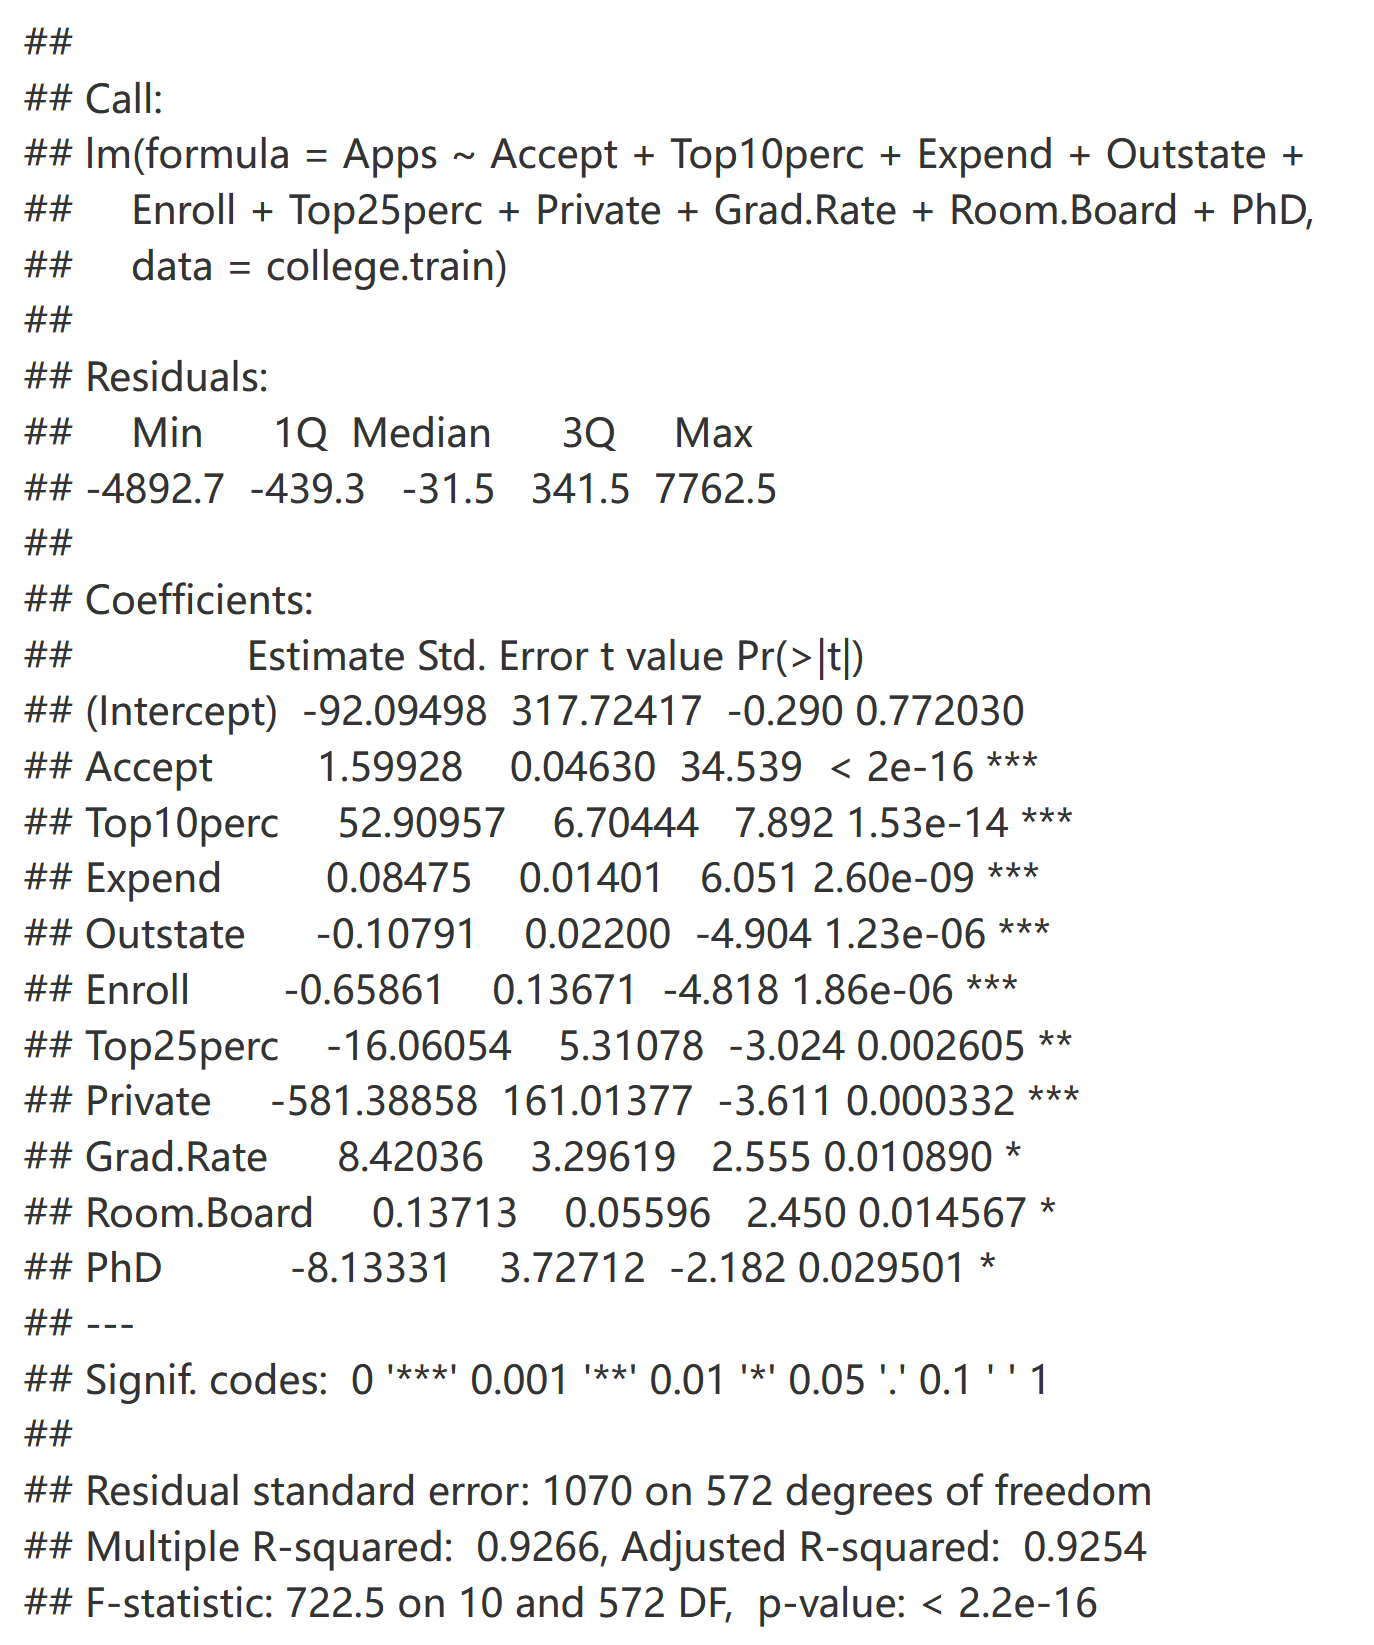 ##
## Call:
## lm(formula = Apps ~ Accept + Top10perc + Expend + Outstate +
##     Enroll + Top25perc + Private + Grad.Rate + Room.Board + PhD,
##     data = college.train)
##
## Residuals:
##     Min      1Q  Median      3Q     Max
## -4892.7  -439.3   -31.5   341.5  7762.5
##
## Coefficients:
##               Estimate Std. Error t value Pr(>|t|)
## (Intercept)  -92.09498  317.72417  -0.290 0.772030
## Accept         1.59928    0.04630  34.539  < 2e-16 ***
## Top10perc     52.90957    6.70444   7.892 1.53e-14 ***
## Expend         0.08475    0.01401   6.051 2.60e-09 ***
## Outstate      -0.10791    0.02200  -4.904 1.23e-06 ***
## Enroll        -0.65861    0.13671  -4.818 1.86e-06 ***
## Top25perc    -16.06054    5.31078  -3.024 0.002605 **
## Private     -581.38858  161.01377  -3.611 0.000332 ***
## Grad.Rate      8.42036    3.29619   2.555 0.010890 *
## Room.Board     0.13713    0.05596   2.450 0.014567 *
## PhD           -8.13331    3.72712  -2.182 0.029501 *
## ---
## Signif. codes:  0 '***' 0.001 '**' 0.01 '*' 0.05 '.' 0.1 ' ' 1
##
## Residual standard error: 1070 on 572 degrees of freedom
## Multiple R-squared:  0.9266, Adjusted R-squared:  0.9254
## F-statistic: 722.5 on 10 and 572 DF,  p-value: < 2.2e-16